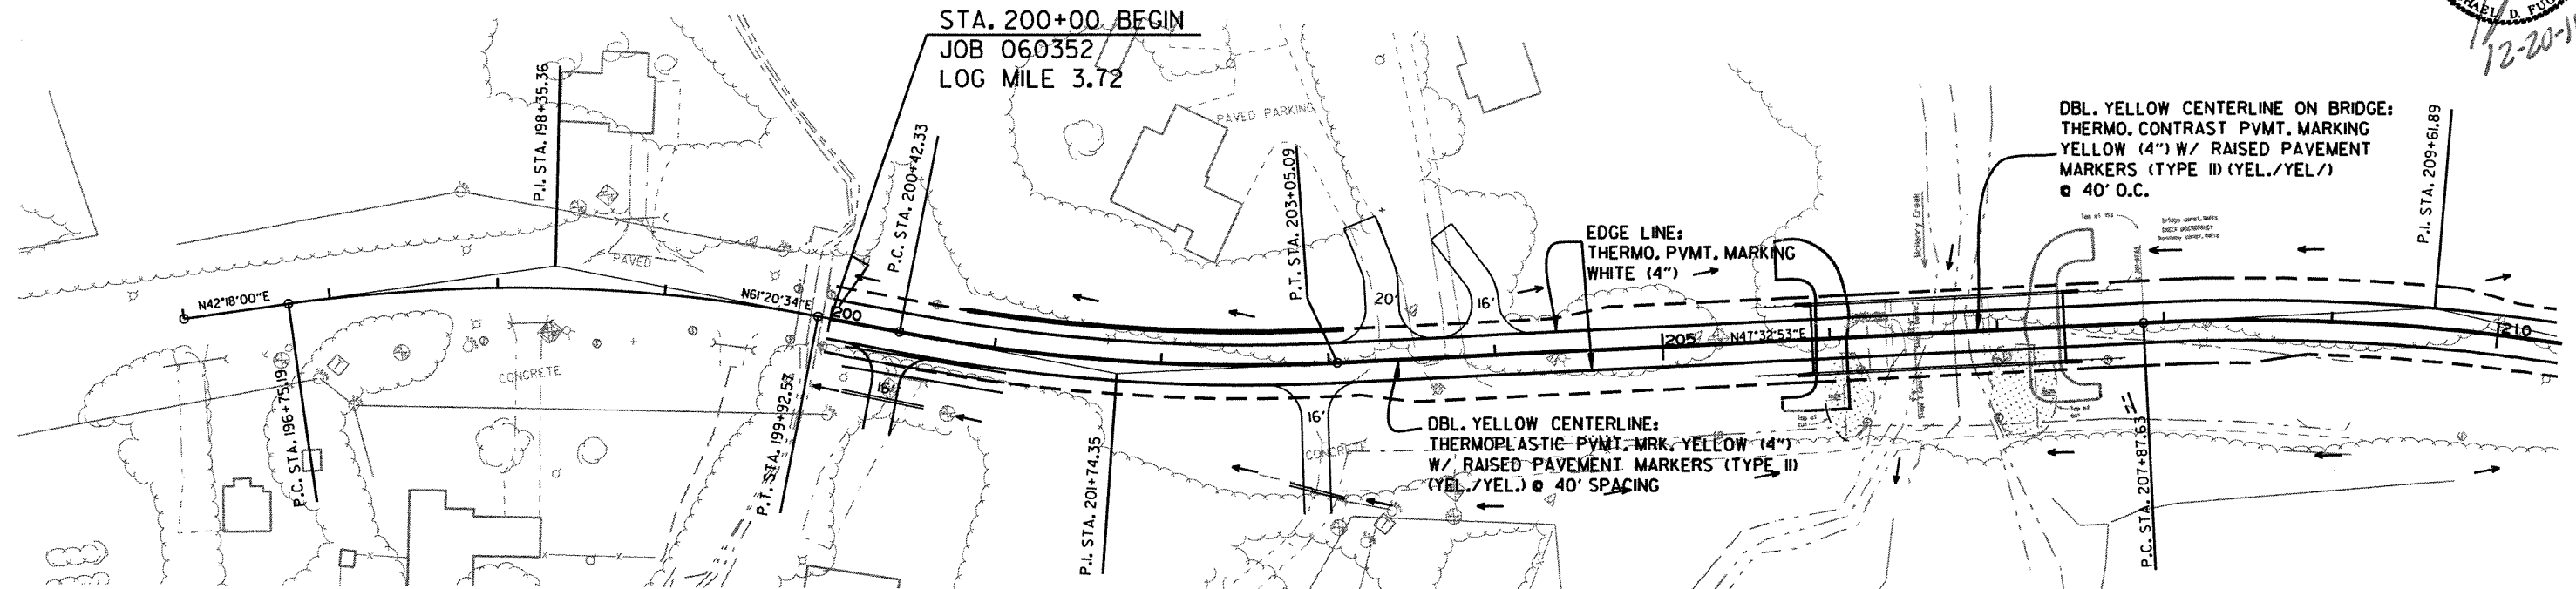 STA. 200+00 BEGIN
JOB 060352
LOG MILE 3.72
12-20-1
P.I. STA. 198+35.36
P.C. STA. 200+42.33
PAVED PARKING
P.T. STA. 203+05.09
DBL. YELLOW CENTERLINE ON BRIDGE:
THERMO. CONTRAST PVMT. MARKING
YELLOW (4") W/ RAISED PAVEMENT
MARKERS (TYPE II) (YEL./YEL/)
@ 40' O.C.
P.I. STA. 209+61.89
McHenry Creek
EDGE LINE:
THERMO. PVMT. MARKING
WHITE (4")
PAVED
N42°18'00"E
N61°20'34"E
200
20'
16'
205
N47°32'53"E
210
CONCRETE
16'
16'
P.C. STA. 196+75.19
P.T. STA. 199+92.57
P.I. STA. 201+74.35
CONCRETE
DBL. YELLOW CENTERLINE:
THERMOPLASTIC PVMT. MRK. YELLOW (4")
W/ RAISED PAVEMENT MARKERS (TYPE II)
(YEL./YEL.) @ 40' SPACING
P.C. STA. 207+87.63